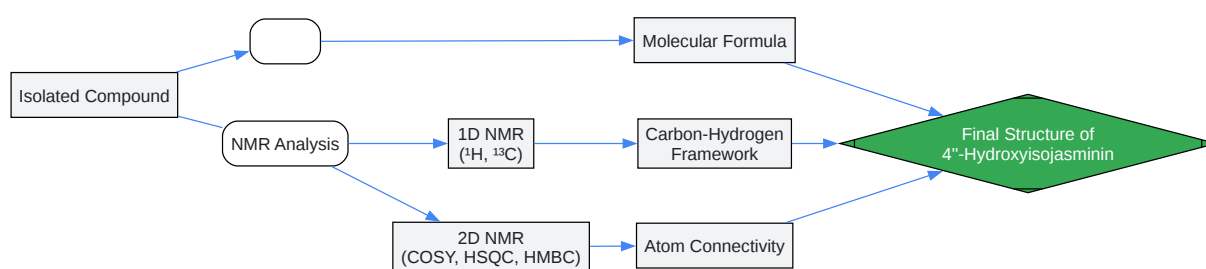 Isolated Compound
Molecular Formula
NMR Analysis
1D NMR
(¹H, ¹³C)
Carbon-Hydrogen
Framework
Final Structure of
4"-Hydroxyisojasminin
2D NMR
(COSY, HSQC, HMBC)
Atom Connectivity